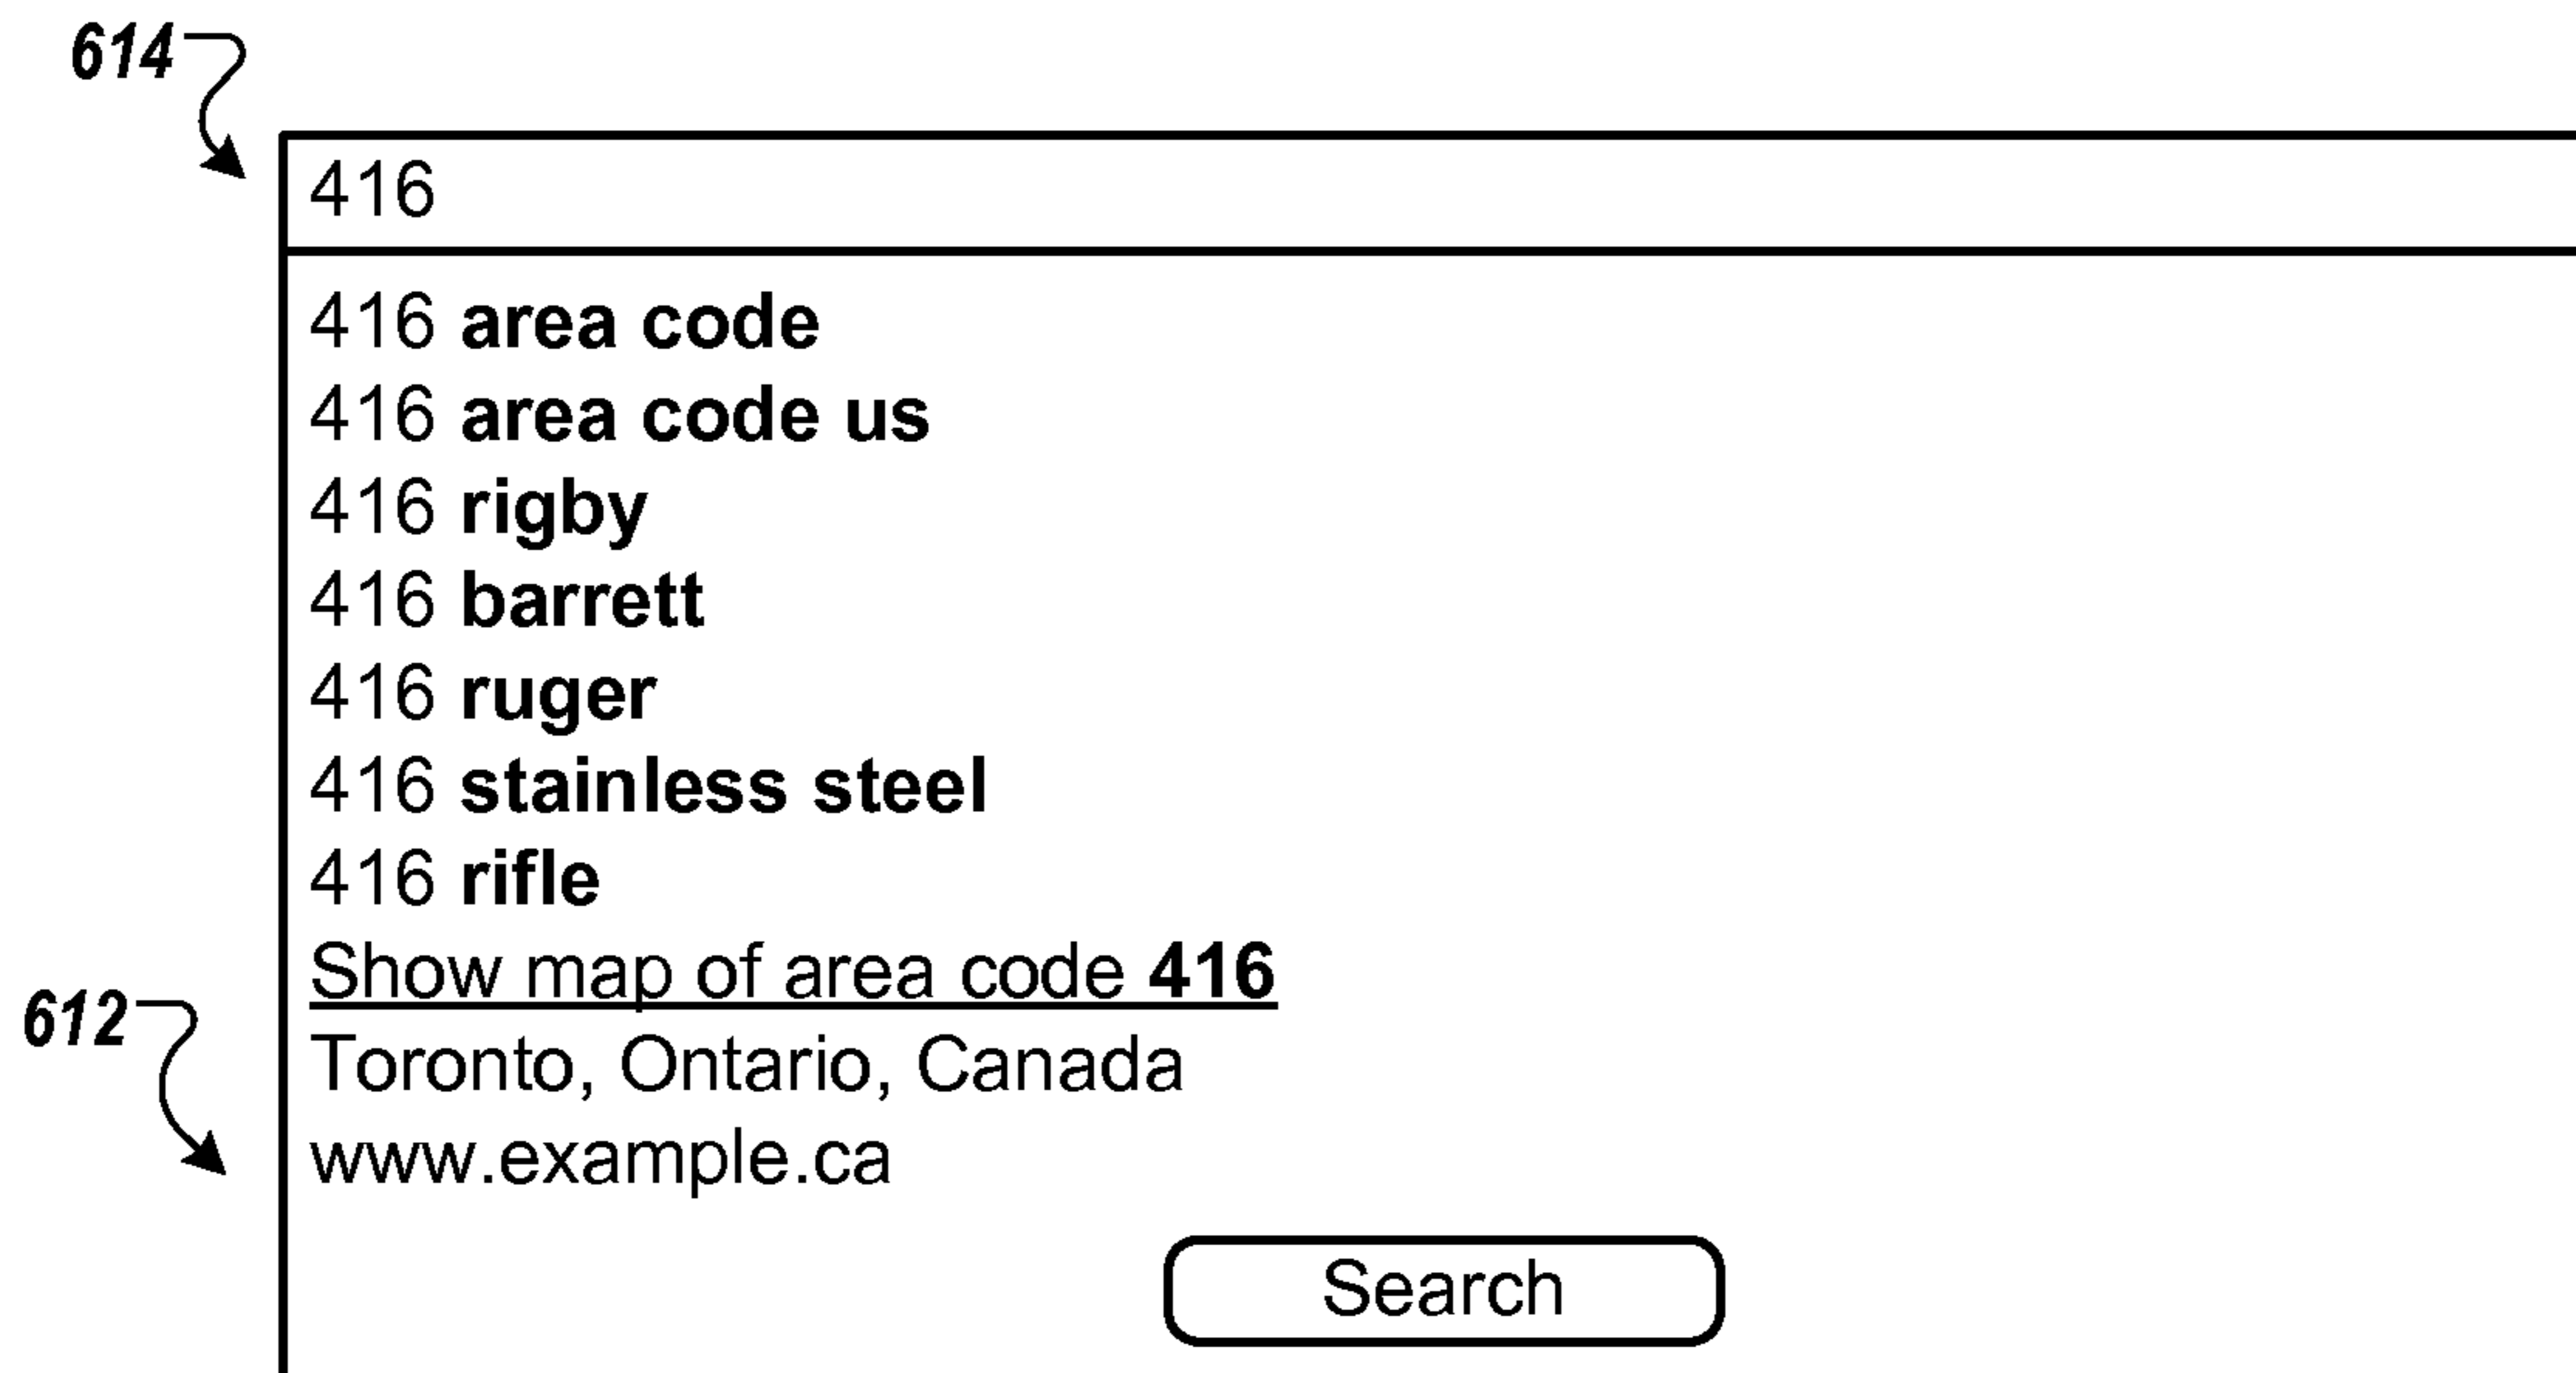 614
416
416 area code
416 area code us
416 rigby
416 barrett
416 ruger
416 stainless steel
416 rifle
Show map of area code 416
612
Toronto, Ontario, Canada
www.example.ca
Search